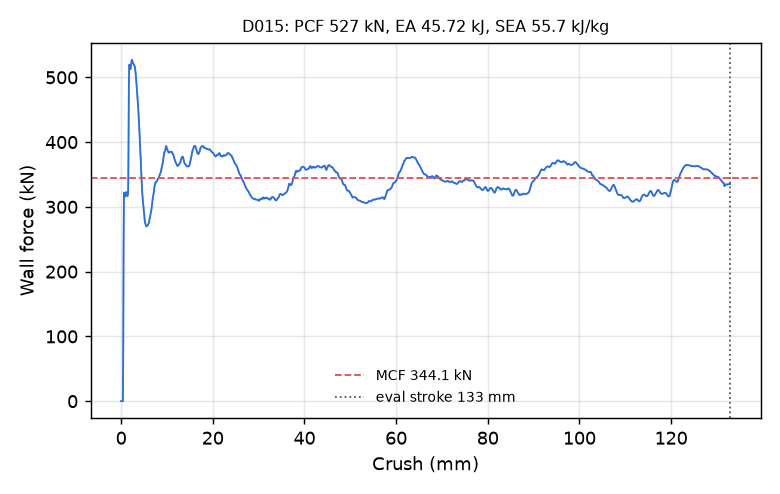 D015: PCF 527 kN, EA 45.72 kJ, SEA 55.7 kJ/kg
Wall force (kN)
500
400
300
200
100
0
MCF 344.1 kN
eval stroke 133 mm
0 20 40 60 80 100 120
Crush (mm)